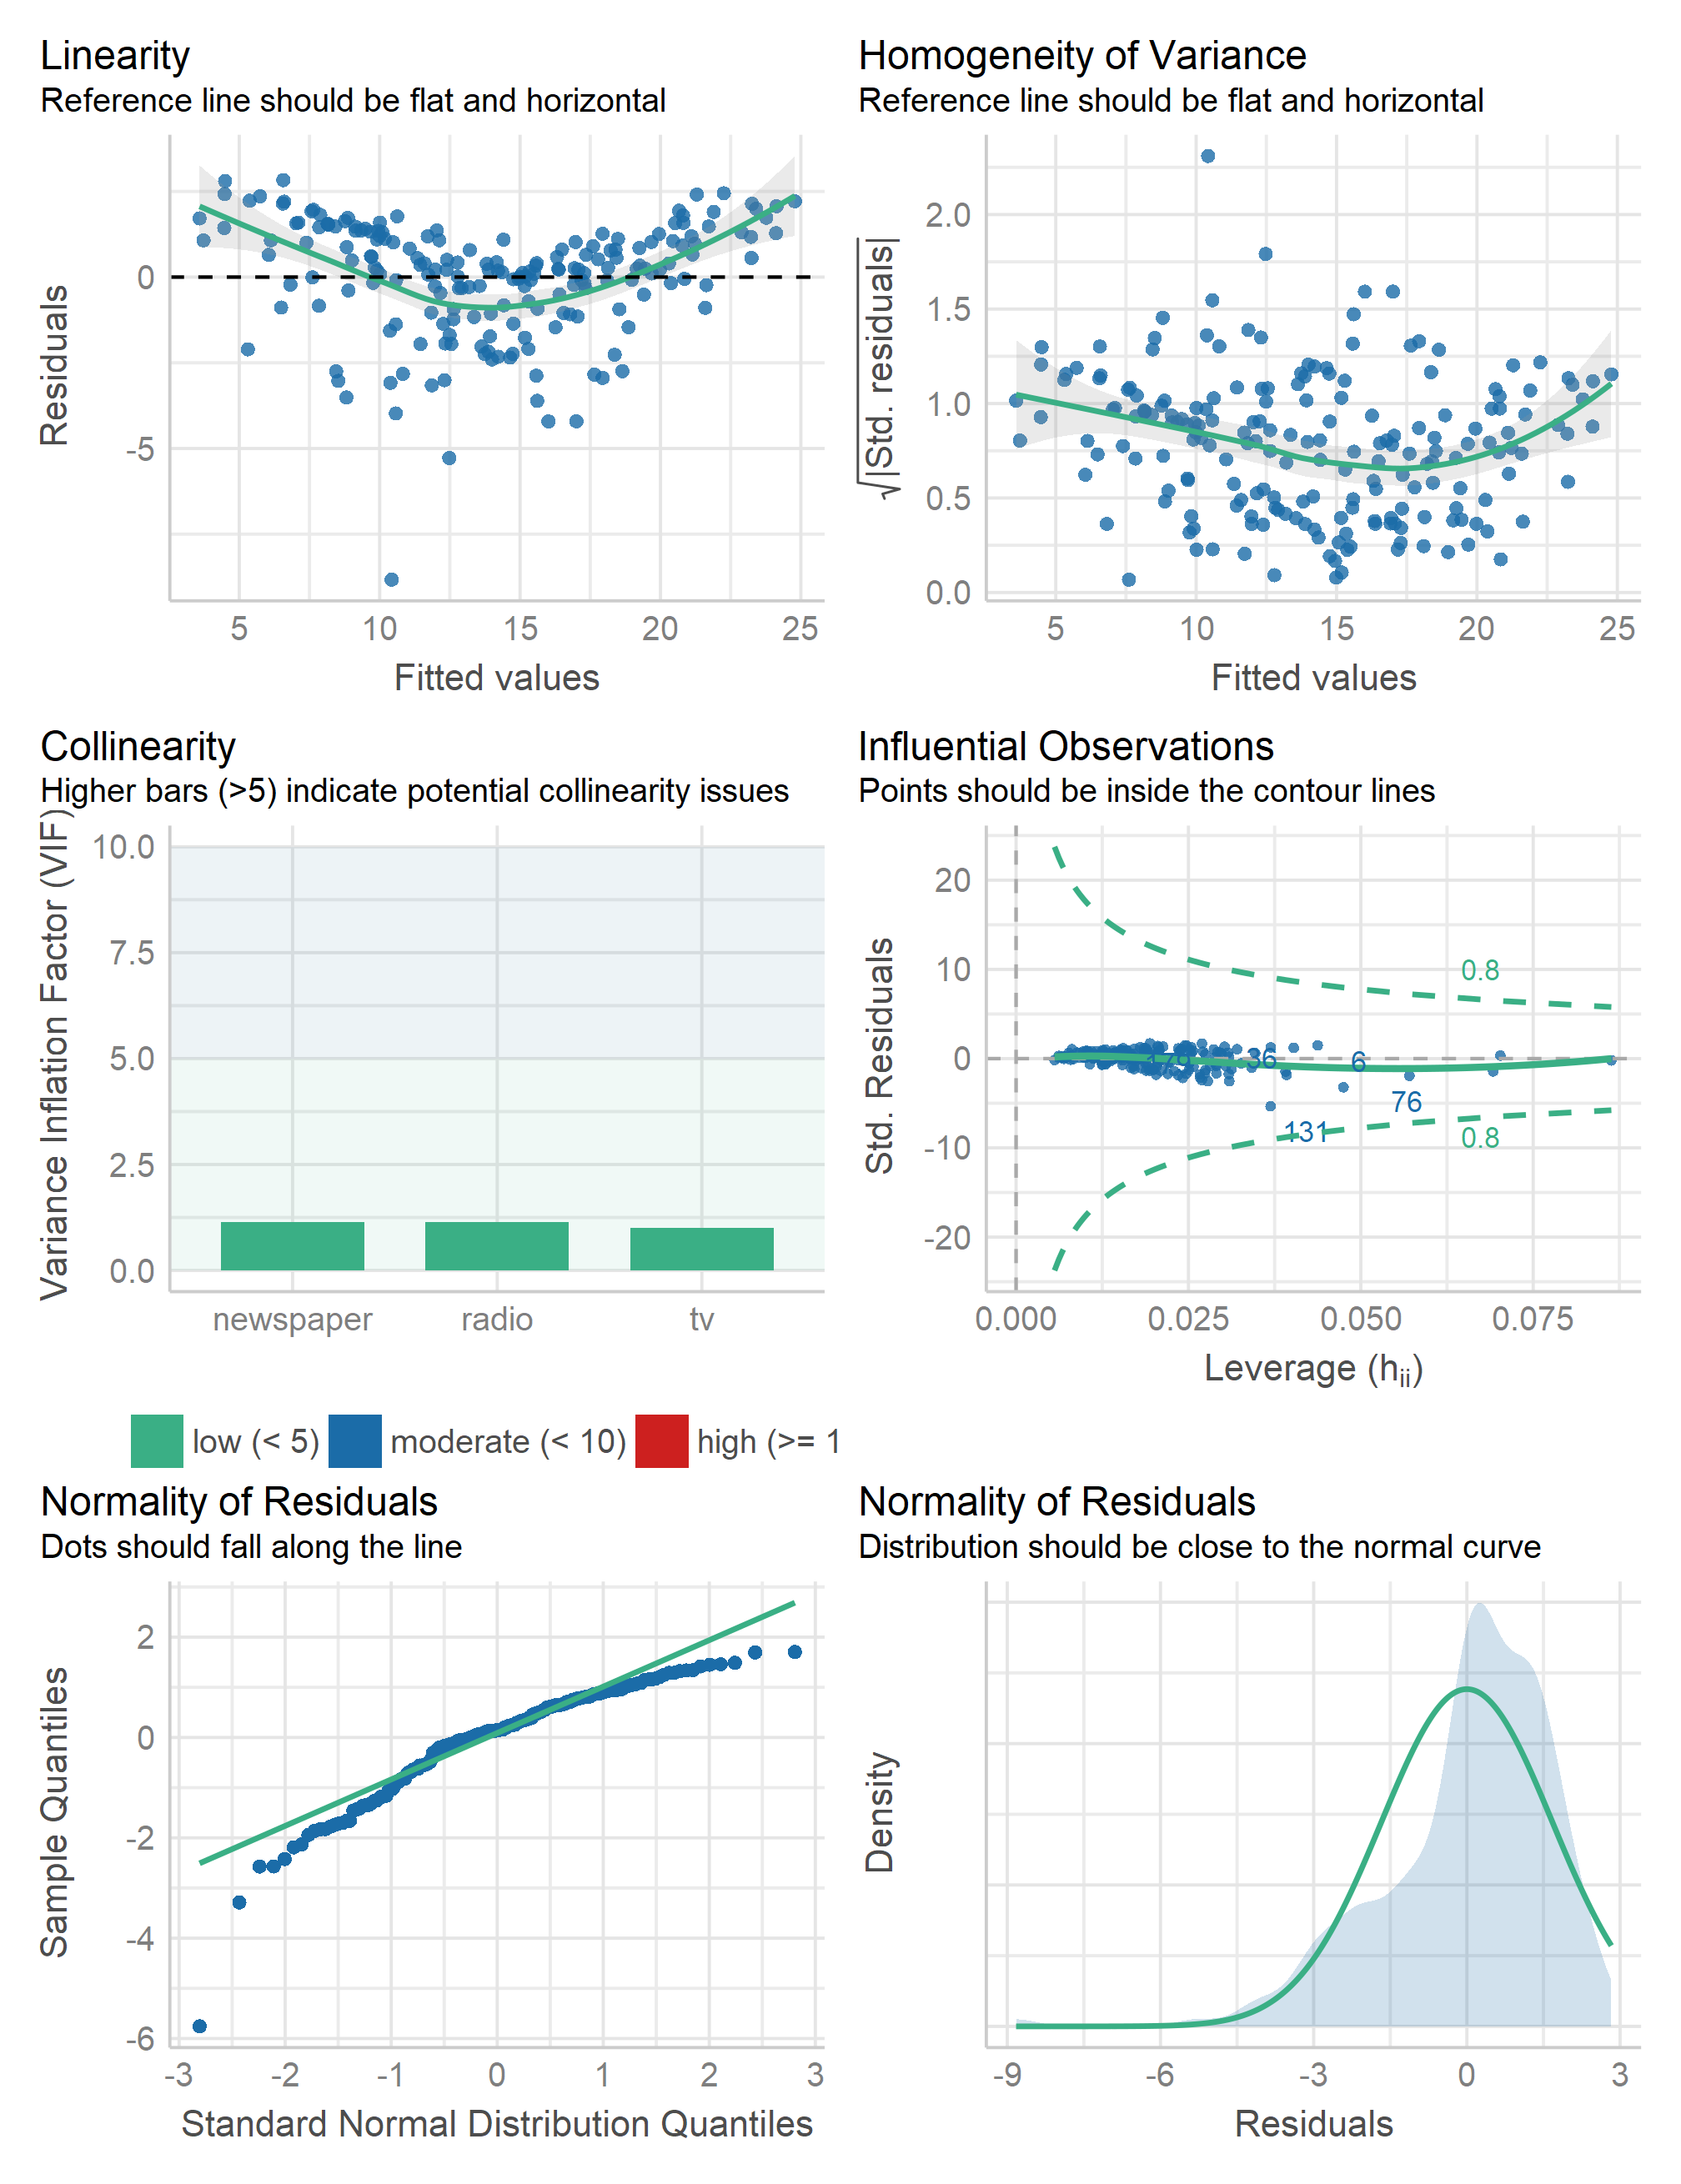 Linearity
Reference line should be flat and horizontal
Residuals
0
-5
5 10 15 20 25
Fitted values
Homogeneity of Variance
Reference line should be flat and horizontal
√|Std. residuals|
2.0
1.5
1.0
0.5
0.0
5 10 15 20 25
Fitted values
Collinearity
Higher bars (>5) indicate potential collinearity issues
Variance Inflation Factor (VIF)
10.0
7.5
5.0
2.5
0.0
newspaper radio tv
low (< 5) moderate (< 10) high (>= 1
Influential Observations
Points should be inside the contour lines
Std. Residuals
20
10
0
-10
-20
0.8
179 36 6
76
131
0.8
0.000 0.025 0.050 0.075
Leverage (hii)
Normality of Residuals
Dots should fall along the line
Sample Quantiles
2
0
-2
-4
-6
-3 -2 -1 0 1 2 3
Standard Normal Distribution Quantiles
Normality of Residuals
Distribution should be close to the normal curve
Density
-9 -6 -3 0 3
Residuals